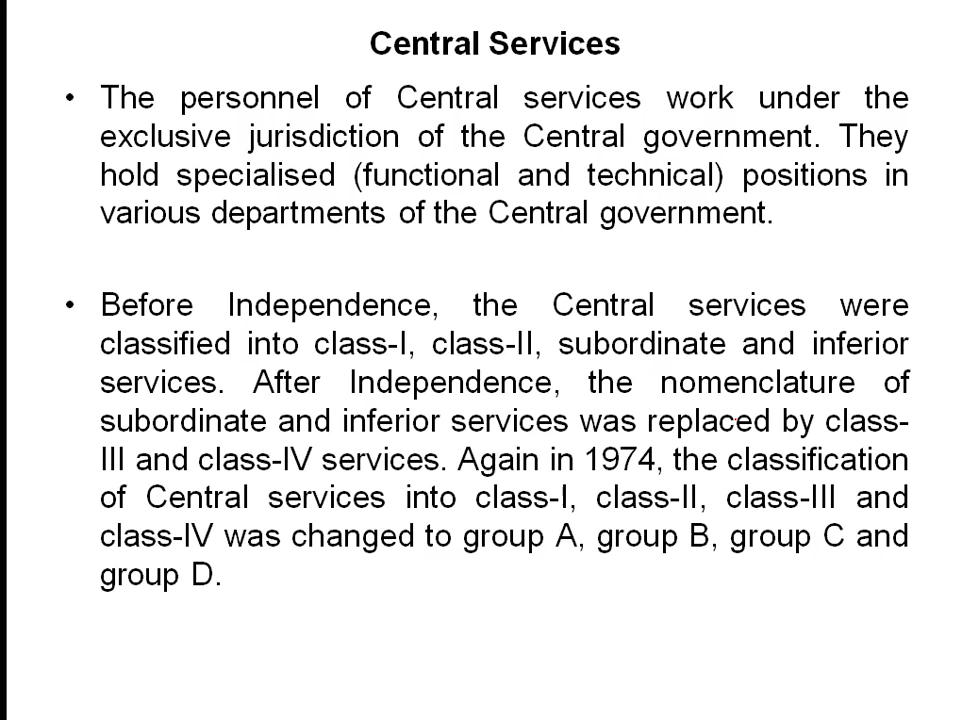 Central Services
• The personnel of Central services work under the
exclusive jurisdiction of the Central government. They
hold specialised (functional and technical) positions in
various departments of the Central government.
• Before Independence, the Central services were
classified into class-I, class-II, subordinate and inferior
services. After Independence, the nomenclature of
subordinate and inferior services was replaced by class-
III and class-IV services. Again in 1974, the classification
of Central services into class-I, class-II, class-III and
class-IV was changed to group A, group B, group C and
group D.